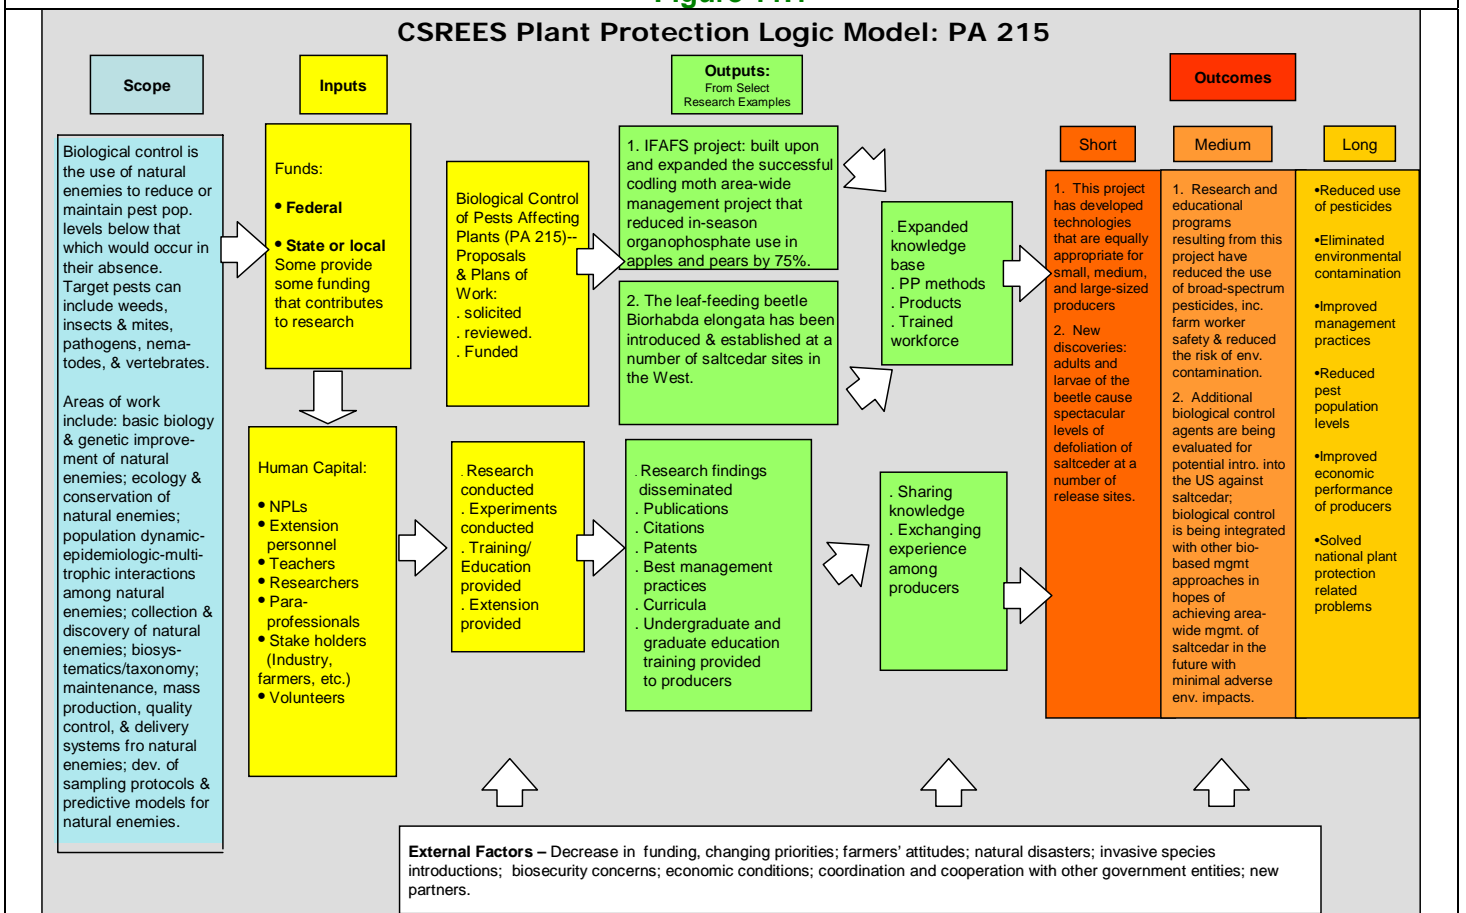 CSREES Plant Protection Logic Model: PA 215
Scope
Inputs
Outputs:
From Select
Research Examples
Outcomes
Short
Medium
Long
Biological control is
the use of natural
enemies to reduce or
maintain pest pop.
levels below that
which would occur in
their absence.
Target pests can
include weeds,
insects & mites,
pathogens, nema-
todes, & vertebrates.
Areas of work
include: basic biology
& genetic improve-
ment of natural
enemies; ecology &
conservation of
natural enemies;
population dynamic-
epidemiologic-multi-
trophic interactions
among natural
enemies; collection &
discovery of natural
enemies; biosys-
tematics/taxonomy;
maintenance, mass
production, quality
control, & delivery
systems fro natural
enemies; dev. of
sampling protocols &
predictive models for
natural enemies.
Funds:
• Federal
• State or local
Some provide
some funding
that contributes
to research
Human Capital:
• NPLs
• Extension
personnel
• Teachers
• Researchers
• Para-
professionals
• Stake holders
(Industry,
farmers, etc.)
• Volunteers
Biological Control
of Pests Affecting
Plants (PA 215)--
Proposals
& Plans of
Work:
. solicited
. reviewed.
. Funded
. Research
conducted
. Experiments
conducted
. Training/
Education
provided
. Extension
provided
1. IFAFS project: built upon
and expanded the successful
codling moth area-wide
management project that
reduced in-season
organophosphate use in
apples and pears by 75%.
2. The leaf-feeding beetle
Biorhabda elongata has been
introduced & established at a
number of saltcedar sites in
the West.
. Research findings
disseminated
. Publications
. Citations
. Patents
. Best management
practices
. Curricula
. Undergraduate and
graduate education
training provided
to producers
. Expanded
knowledge
base
. PP methods
. Products
. Trained
workforce
. Sharing
knowledge
. Exchanging
experience
among
producers
1. This project
has developed
technologies
that are equally
appropriate for
small, medium,
and large-sized
producers
2. New
discoveries:
adults and
larvae of the
beetle cause
spectacular
levels of
defoliation of
saltceder at a
number of
release sites.
1. Research and
educational
programs
resulting from this
project have
reduced the use
of broad-spectrum
pesticides, inc.
farm worker
safety & reduced
the risk of env.
contamination.
2. Additional
biological control
agents are being
evaluated for
potential intro. into
the US against
saltcedar;
biological control
is being integrated
with other bio-
based mgmt
approaches in
hopes of
achieving area-
wide mgmt. of
saltcedar in the
future with
minimal adverse
env. impacts.
•Reduced use
of pesticides
•Eliminated
environmental
contamination
•Improved
management
practices
•Reduced
pest
population
levels
•Improved
economic
performance
of producers
•Solved
national plant
protection
related
problems
External Factors – Decrease in funding, changing priorities; farmers' attitudes; natural disasters; invasive species
introductions; biosecurity concerns; economic conditions; coordination and cooperation with other government entities; new
partners.